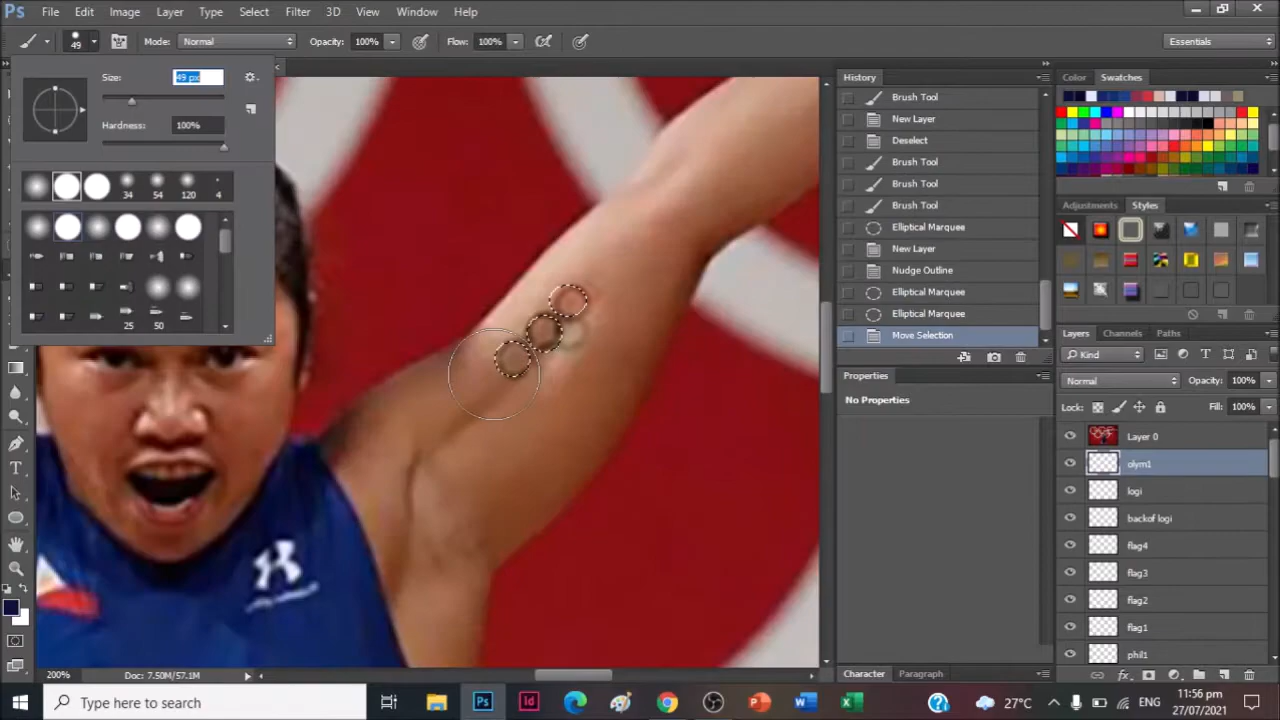 Ps File Edit Image Layer Type Select Filter 3D View Window Help
49 Mode: Normal Opacity: 100% Flow: 100% Essentials
Size: 49 px
Hardness: 100%
34 54 120 4
25 50
History
Brush Tool
New Layer
Deselect
Brush Tool
Brush Tool
Brush Tool
Elliptical Marquee
New Layer
Nudge Outline
Elliptical Marquee
Elliptical Marquee
Move Selection
Properties
No Properties
Character Paragraph
Color Swatches
Adjustments Styles
Layers Channels Paths
Kind
Normal Opacity: 100%
Lock: Fill: 100%
Layer 0
olym1
logi
backof logi
flag4
flag3
flag2
flag1
phil1
200% Doc: 7.50M/57.1M
Type here to search
27°C ENG 11:56 pm
27/07/2021